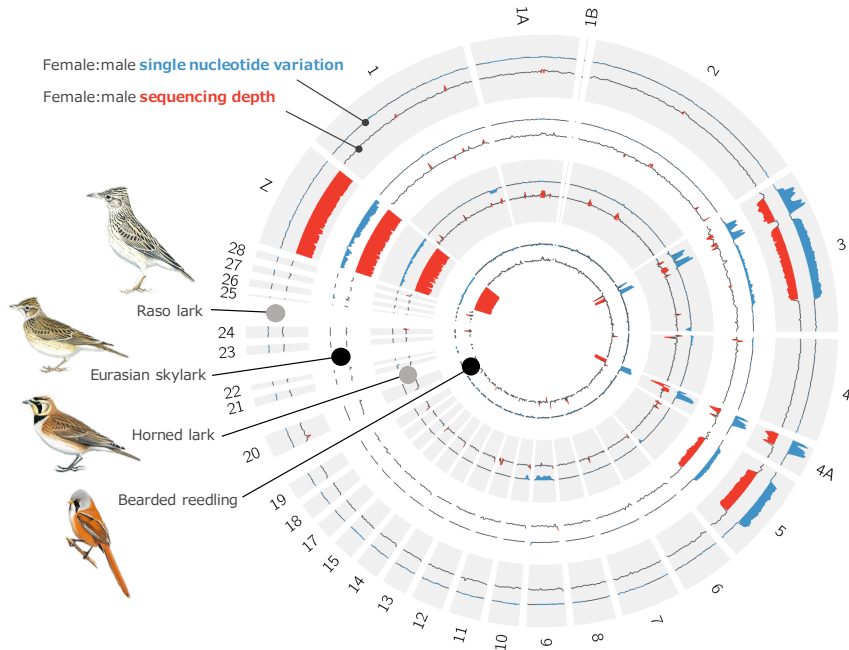 Female:male single nucleotide variation
Female:male sequencing depth
Raso lark
Eurasian skylark
Horned lark
Bearded reedling
1
1A
1B
2
3
4
4A
5
6
7
8
9
10
11
12
13
14
15
17
18
19
20
21
22
23
24
25
26
27
28
Z